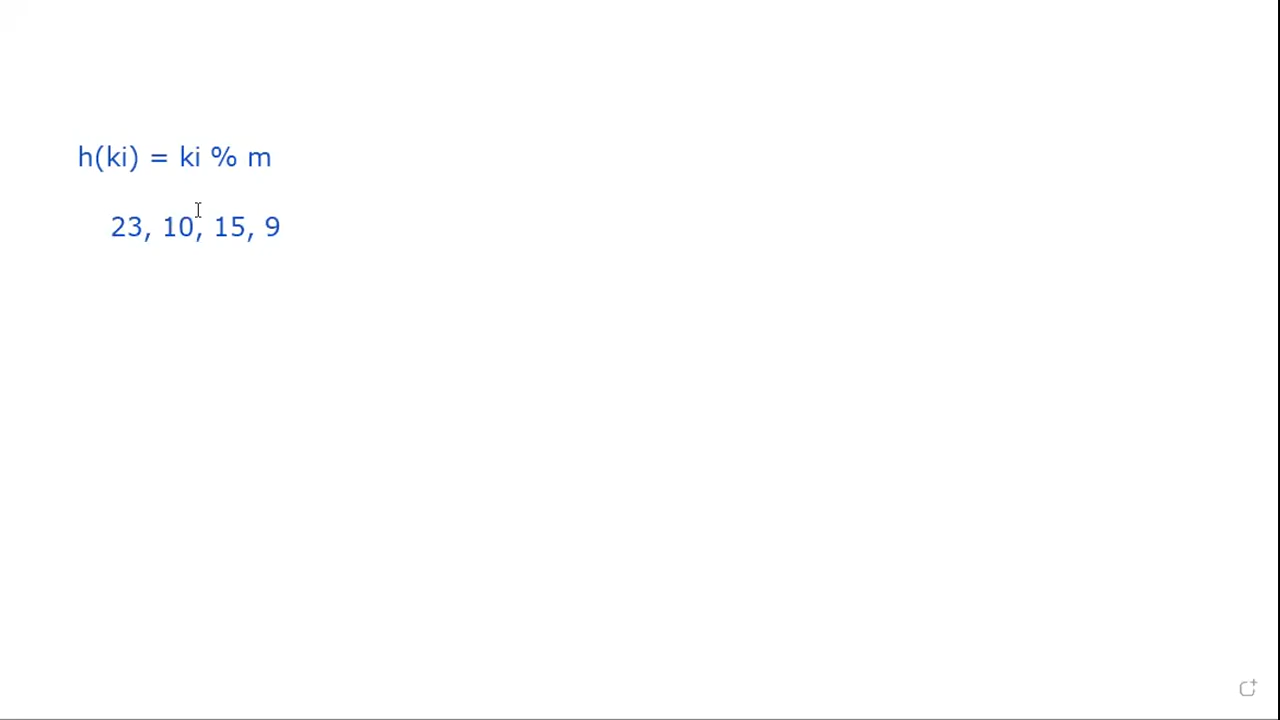 h(ki) = ki % m
23, 10, 15, 9